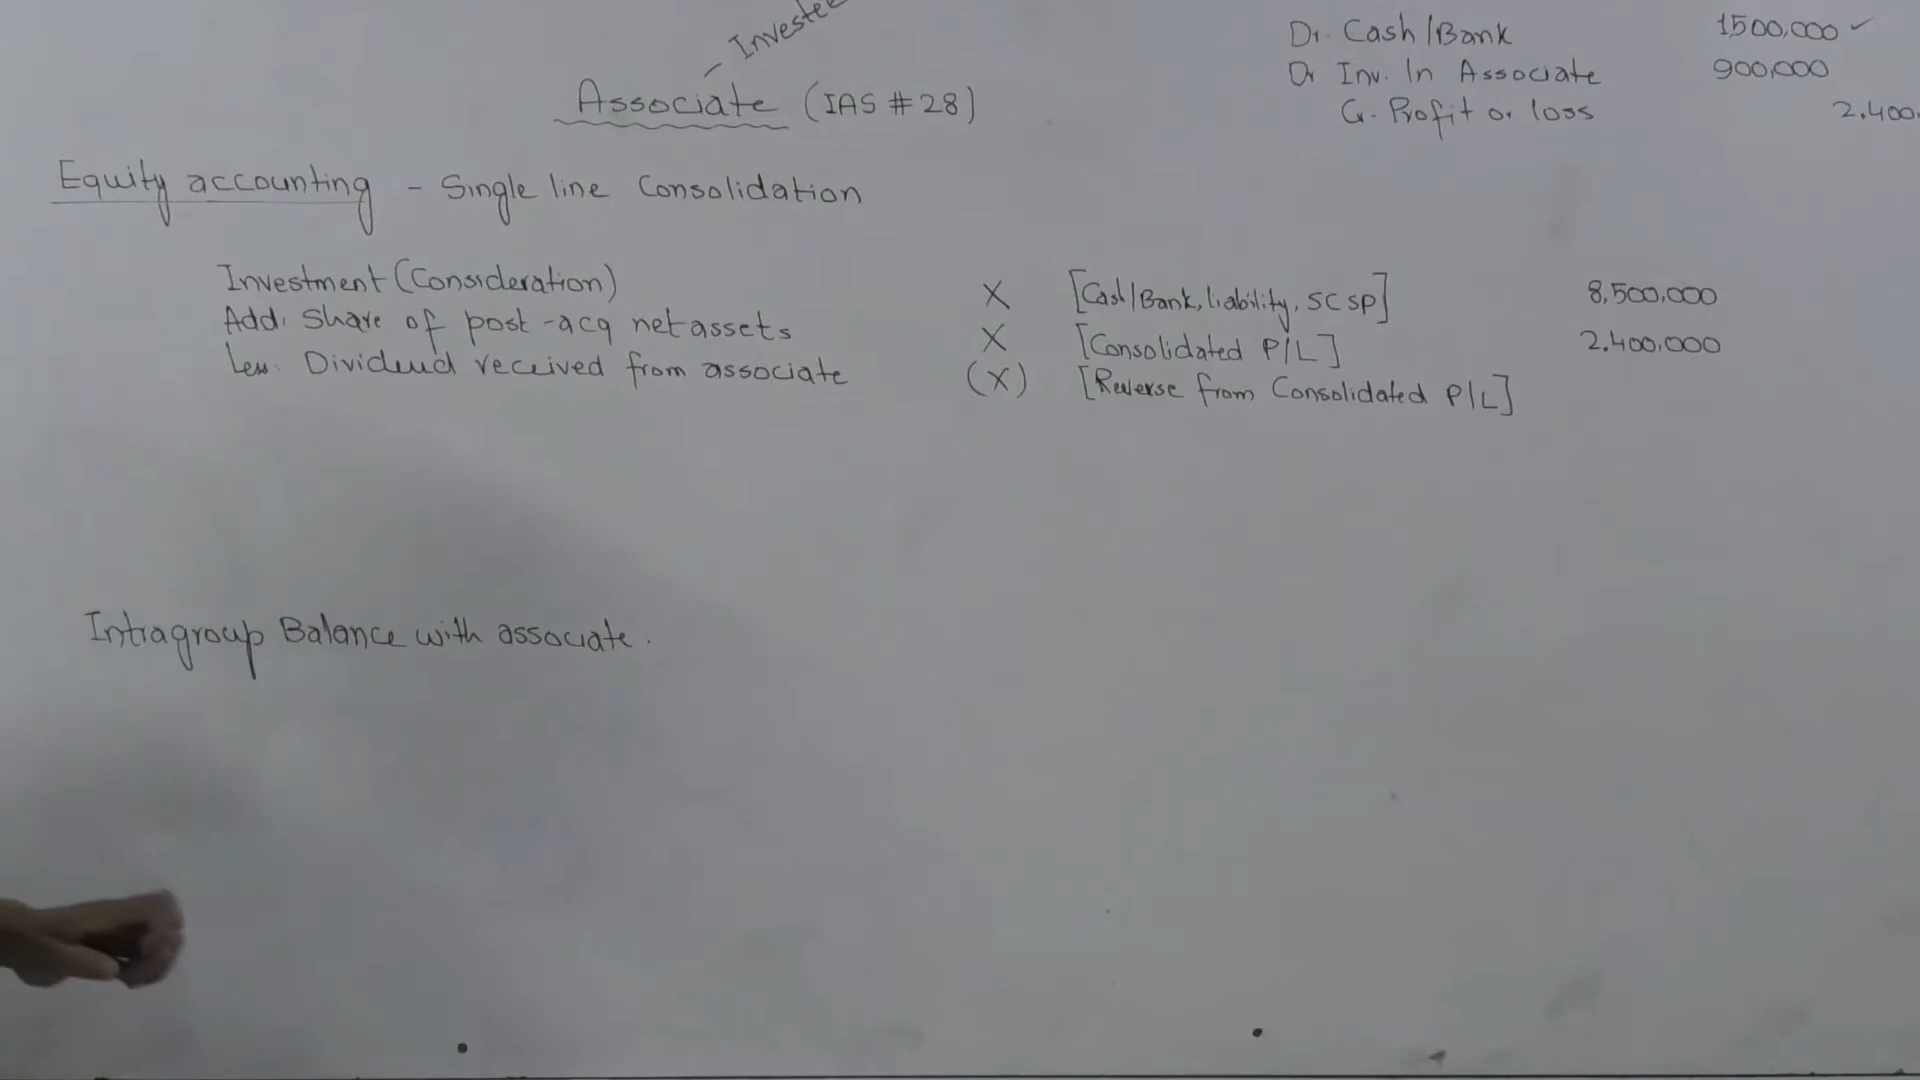 Investee
Associate (IAS # 28)
Dr. Cash/Bank 1500,000 ✓
Dr Inv. In Associate 900,000
Cr. Profit or loss 2.400.
Equity accounting - Single line Consolidation
Investment (Consideration) X [Cash/Bank, liability, SC SP] 8,500,000
Add. Share of post-acq net assets X [Consolidated P/L] 2.400.000
Less. Dividend received from associate (X) [Reverse from Consolidated P/L]
Intragroup Balance with associate.